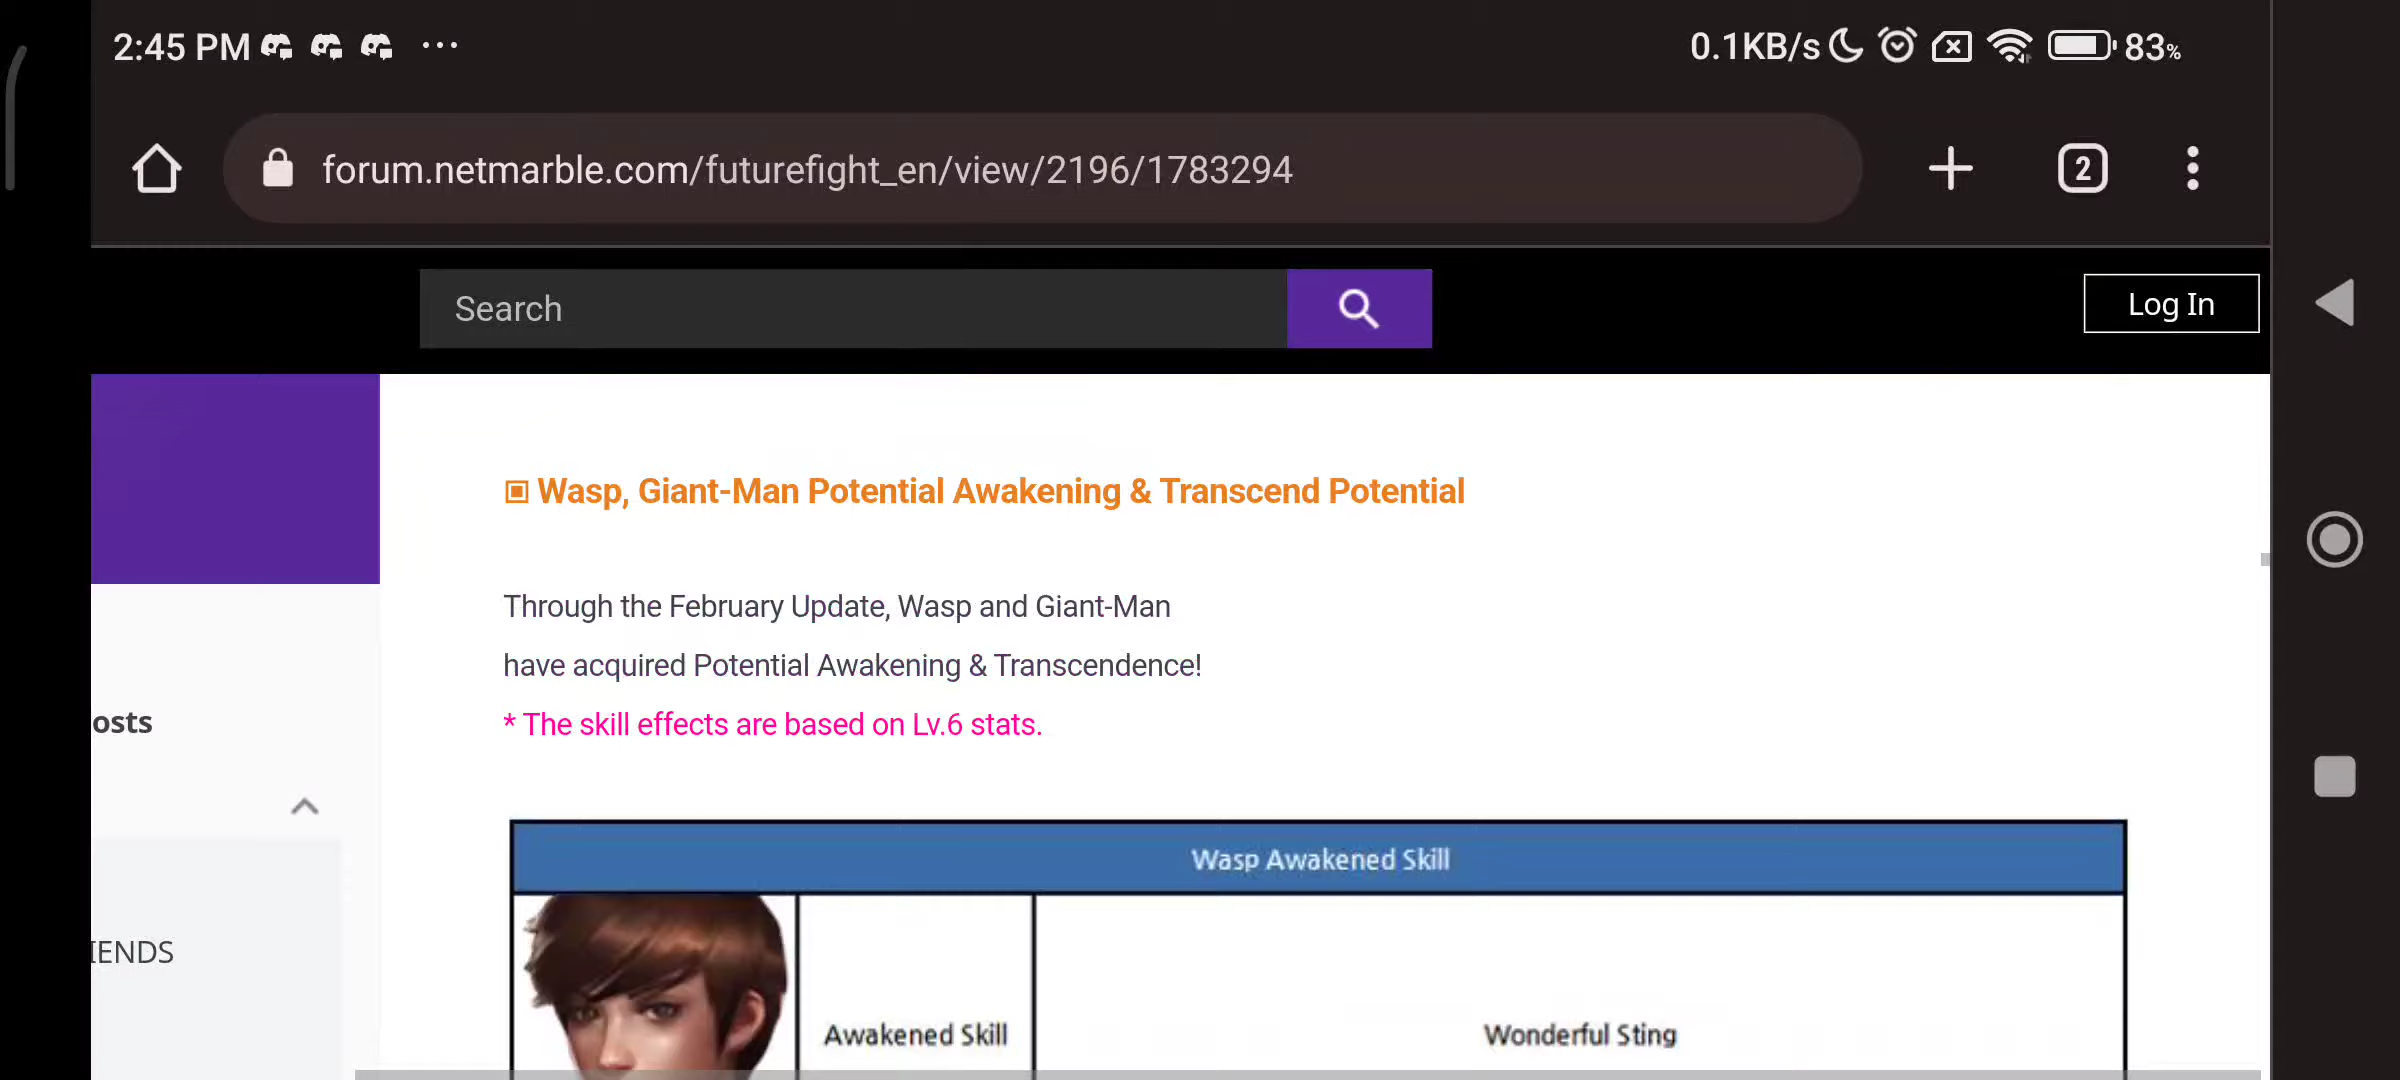 2:45 PM
0.1KB/s
83%
forum.netmarble.com/futurefight_en/view/2196/1783294
2
Search
Log In
▣ Wasp, Giant-Man Potential Awakening & Transcend Potential
Through the February Update, Wasp and Giant-Man
have acquired Potential Awakening & Transcendence!
* The skill effects are based on Lv.6 stats.
osts
IENDS
Wasp Awakened Skill
Awakened Skill
Wonderful Sting